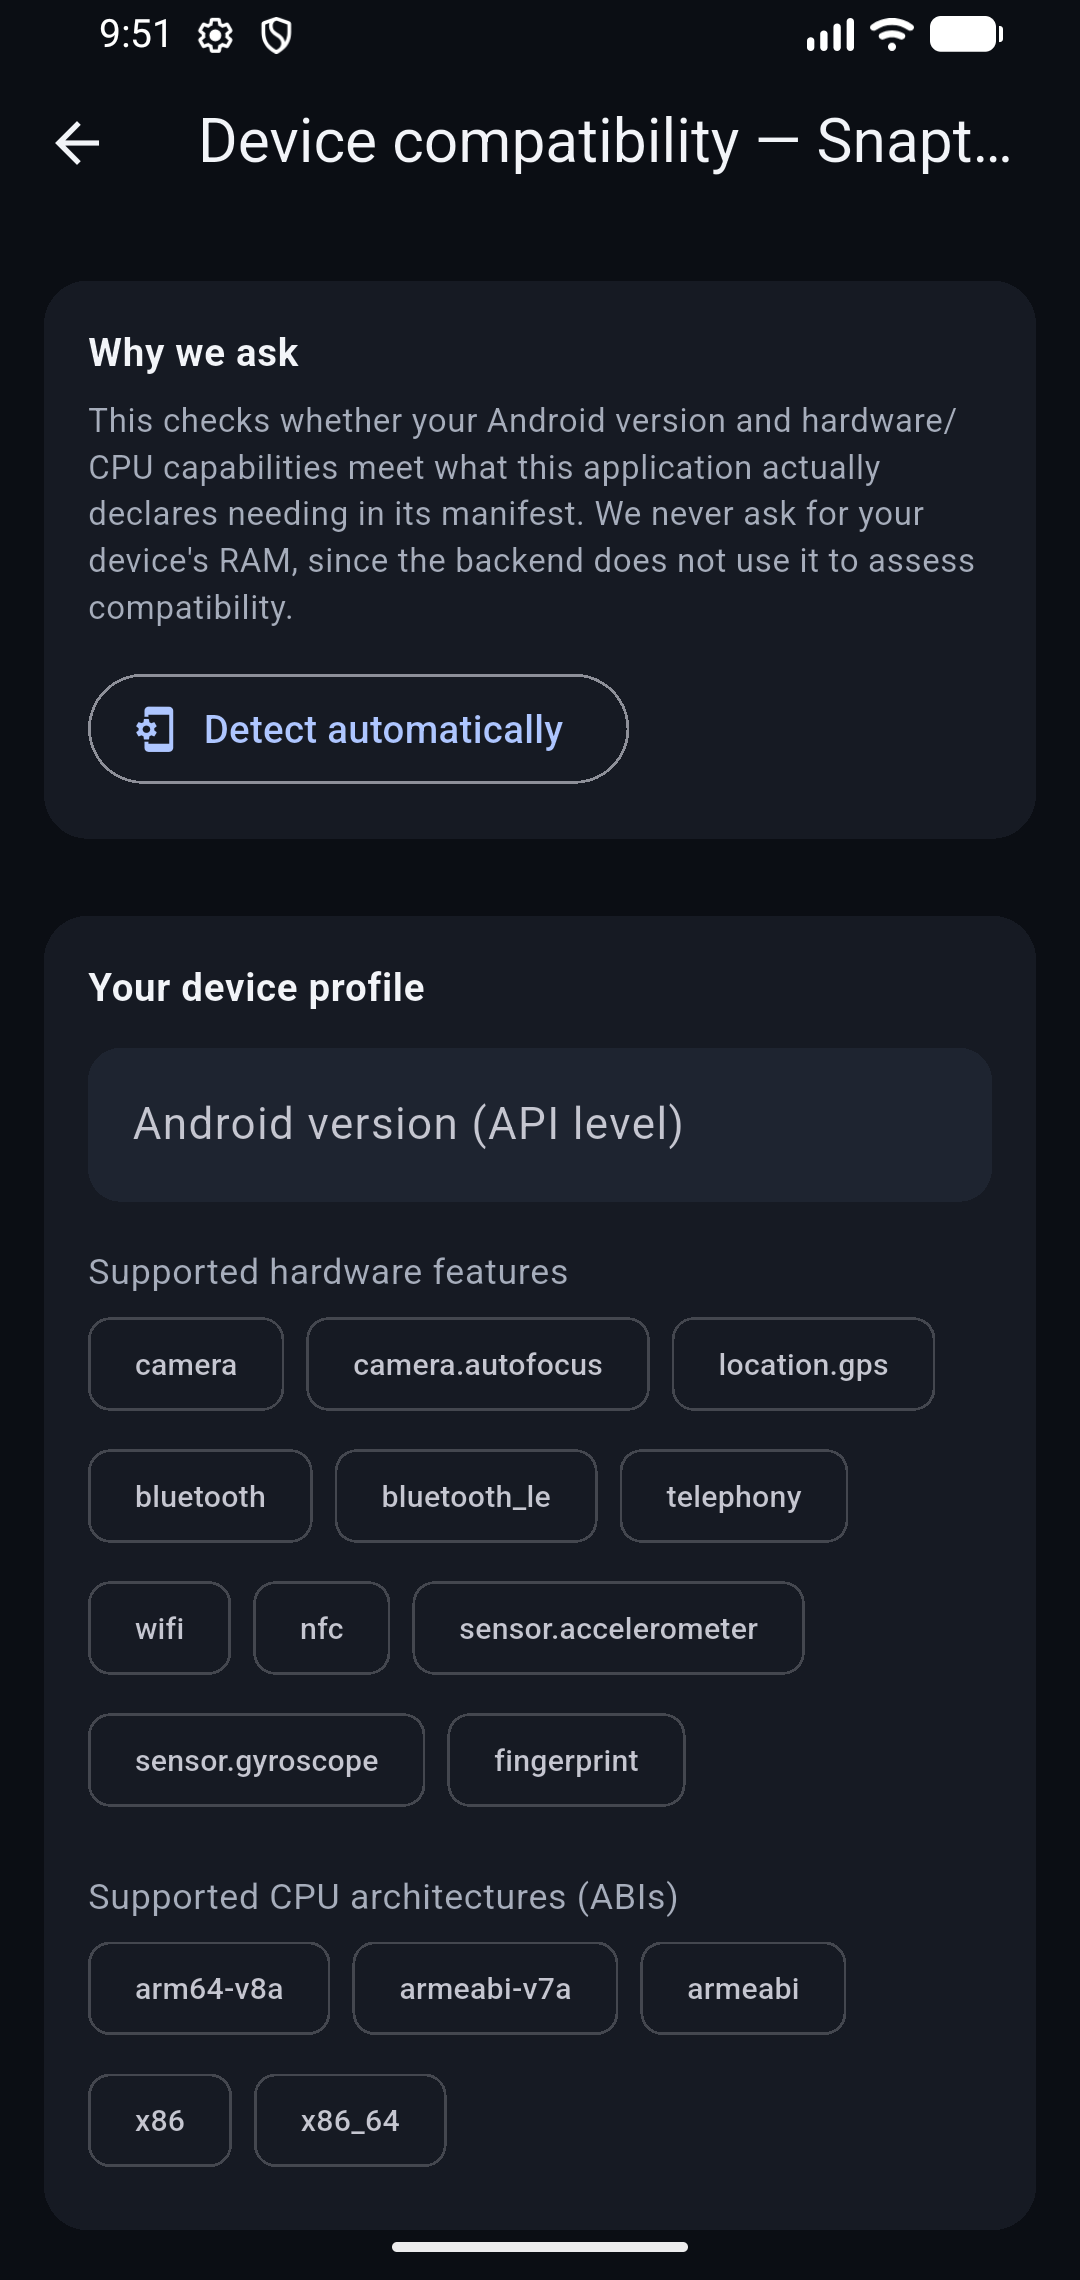 9:51
Device compatibility — Snapt...
Why we ask
This checks whether your Android version and hardware/
CPU capabilities meet what this application actually
declares needing in its manifest. We never ask for your
device's RAM, since the backend does not use it to assess
compatibility.
Detect automatically
Your device profile
Android version (API level)
Supported hardware features
camera camera.autofocus location.gps
bluetooth bluetooth_le telephony
wifi nfc sensor.accelerometer
sensor.gyroscope fingerprint
Supported CPU architectures (ABIs)
arm64-v8a armeabi-v7a armeabi
x86 x86_64